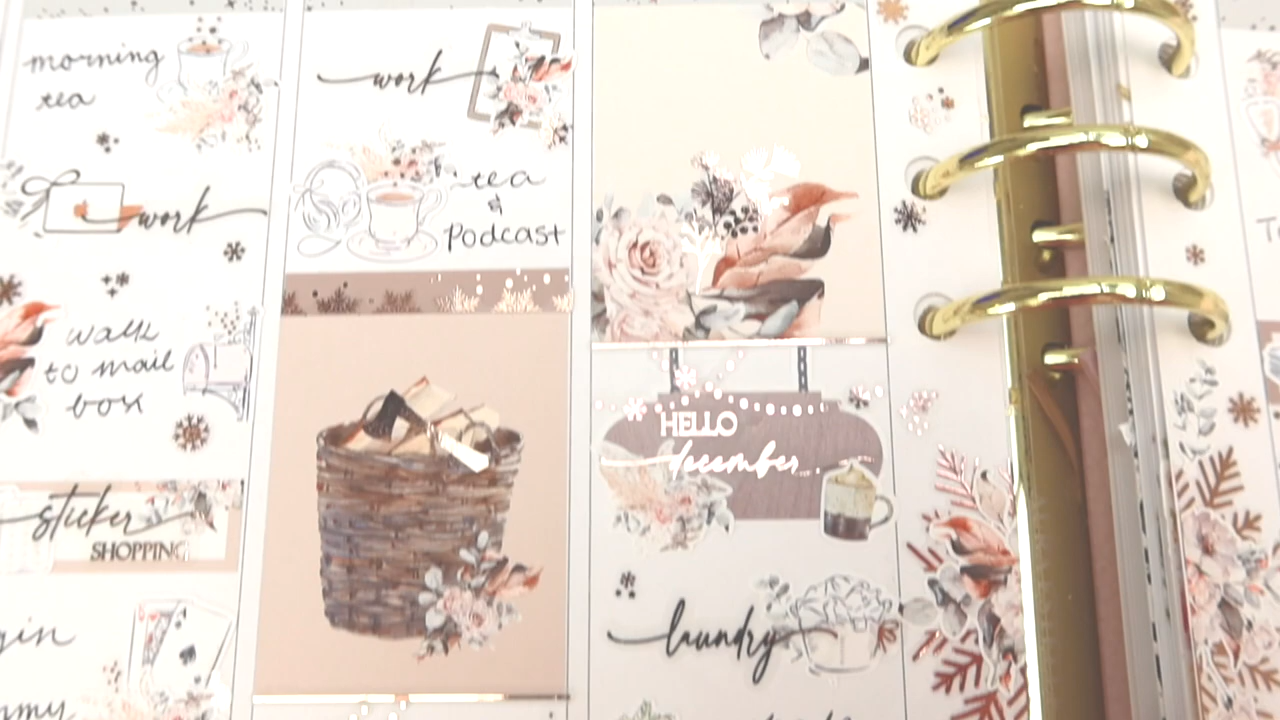 morning
tea
work
walk
to mail
box
sticker
SHOPPING
work
tea
&
Podcast
HELLO
december
laundry